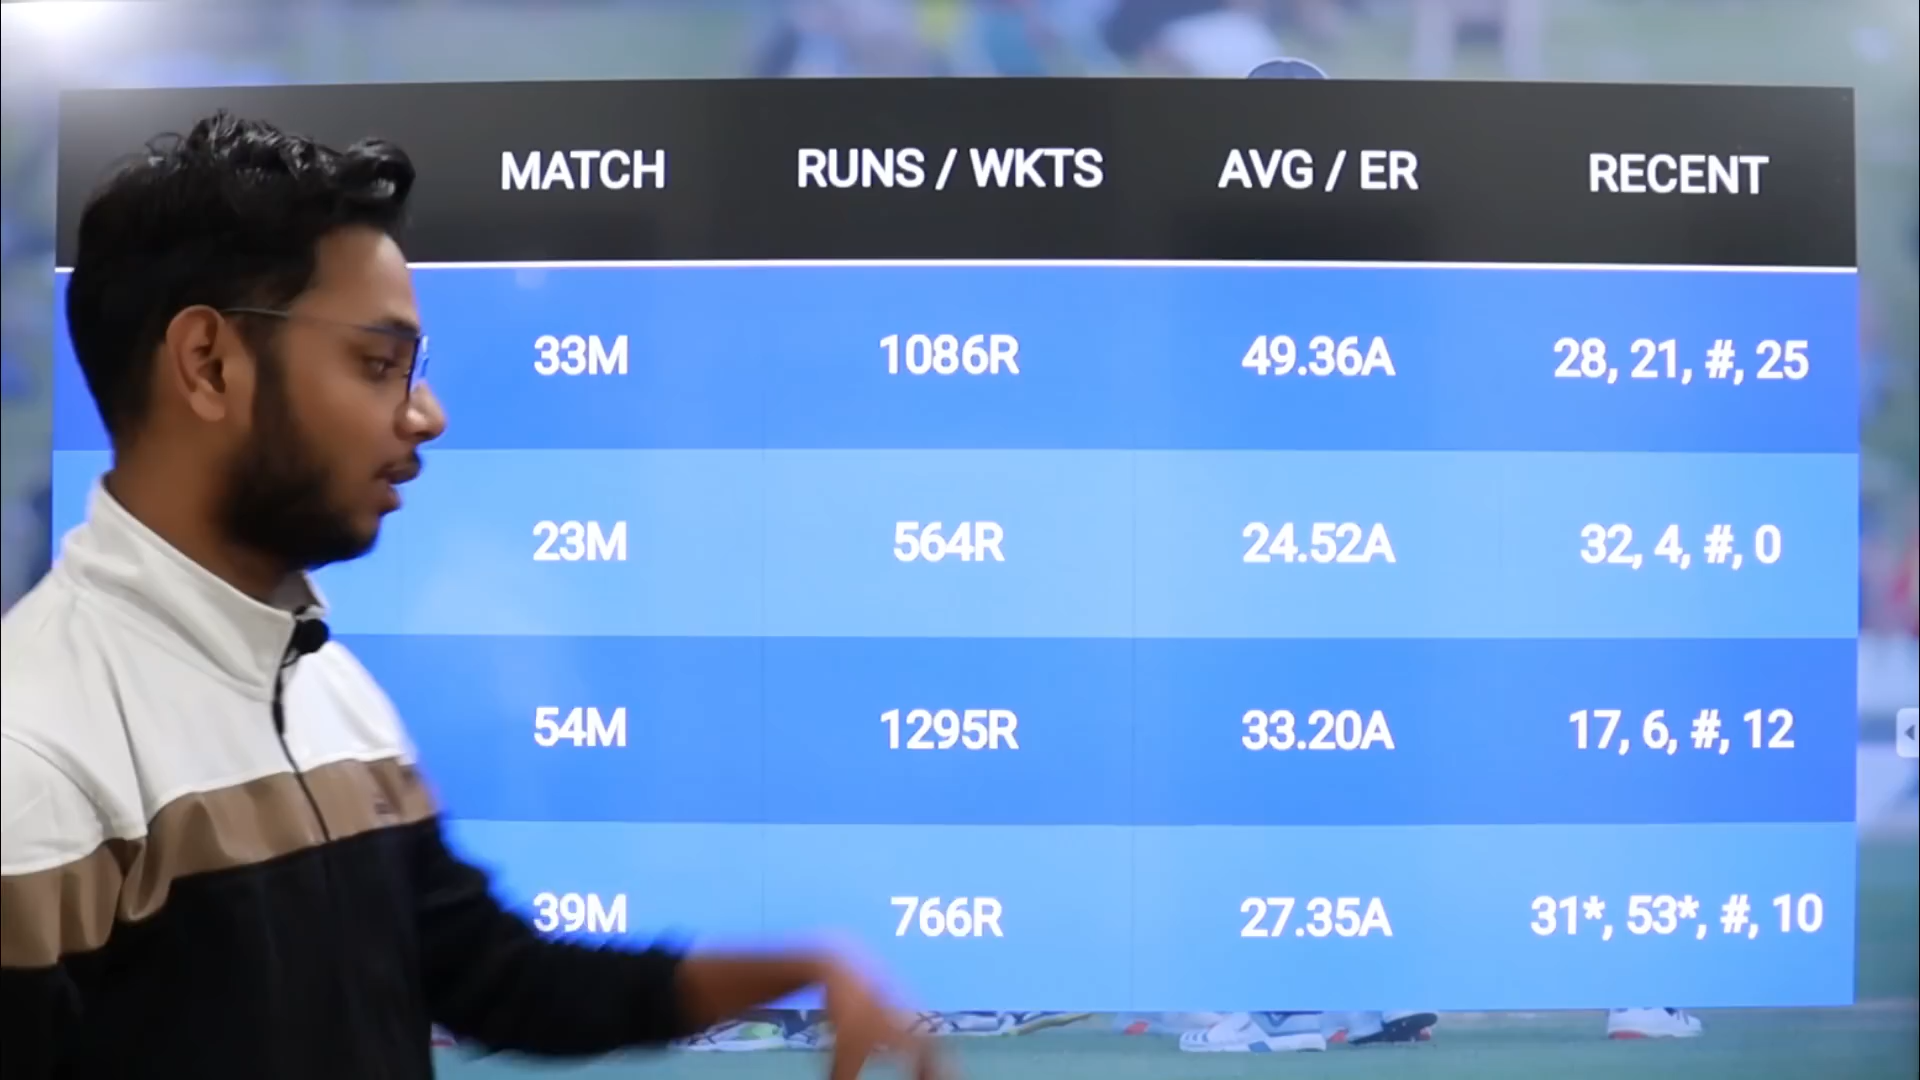 MATCH RUNS / WKTS AVG / ER RECENT
33M 1086R 49.36A 28, 21, #, 25
23M 564R 24.52A 32, 4, #, 0
54M 1295R 33.20A 17, 6, #, 12
39M 766R 27.35A 31*, 53*, #, 10